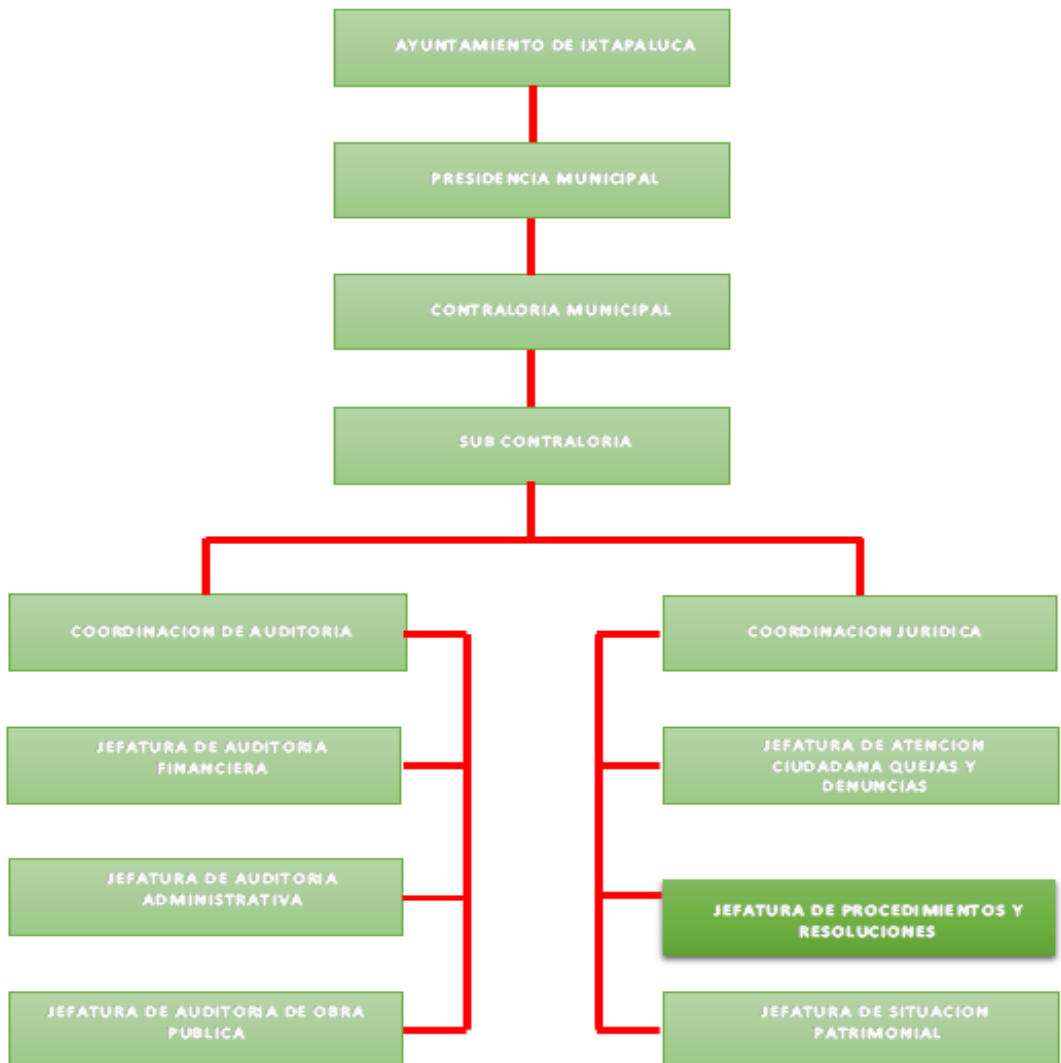 AYUNTAMIENTO DE IXTAPALUCA
PRESIDENCIA MUNICIPAL
CONTRALORIA MUNICIPAL
SUB CONTRALORIA
COORDINACION DE AUDITORIA
COORDINACION JURIDICA
JEFATURA DE AUDITORIA
FINANCIERA
JEFATURA DE ATENCION
CIUDADANA QUEJAS Y
DENUNCIAS
JEFATURA DE AUDITORIA
ADMINISTRATIVA
JEFATURA DE PROCEDIMIENTOS Y
RESOLUCIONES
JEFATURA DE AUDITORIA DE OBRA
PUBLICA
JEFATURA DE SITUACION
PATRIMONIAL